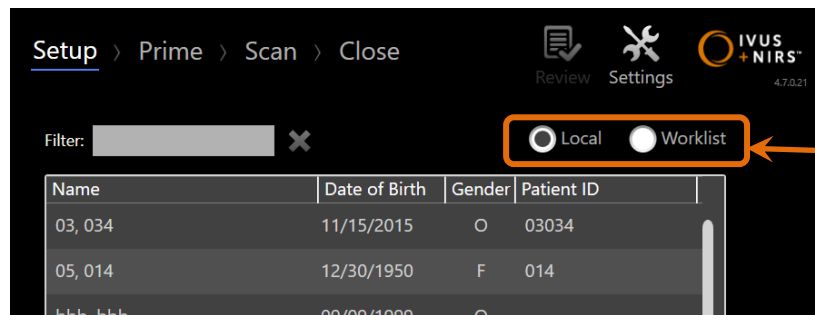 Setup > Prime > Scan > Close
Review
Settings
IVUS
+NIRS™
4.7.0.21
Filter:
Local
Worklist
Name Date of Birth Gender Patient ID
03, 034 11/15/2015 O 03034
05, 014 12/30/1950 F 014